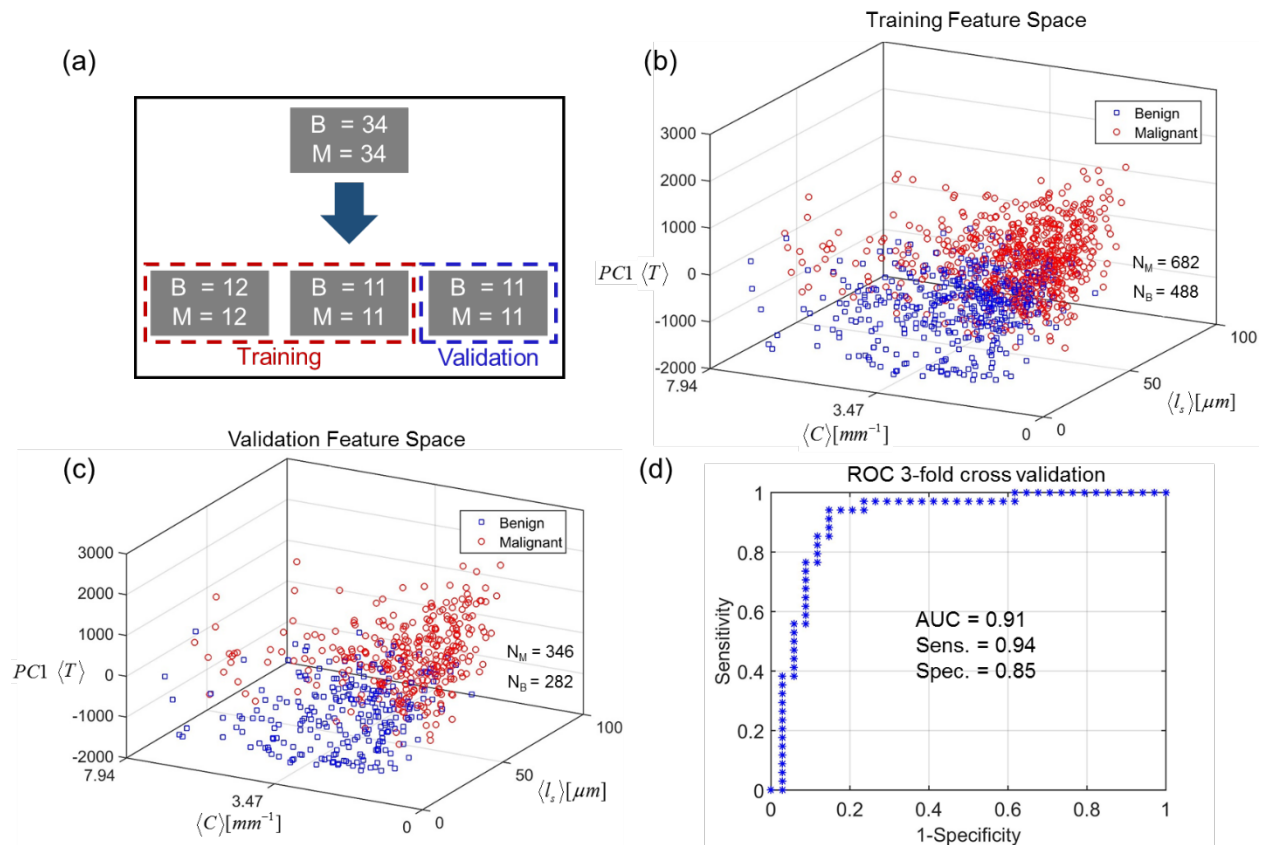 (a)
B = 34
M = 34
B = 12
M = 12
B = 11
M = 11
B = 11
M = 11
Training
Validation
(b)
Training Feature Space
Benign
Malignant
3000
2000
1000
0
-1000
-2000
PC1 ⟨T⟩
N_M = 682
N_B = 488
7.94
3.47
0
⟨C⟩[mm⁻¹]
0
50
100
⟨l_s⟩[μm]
(c)
Validation Feature Space
Benign
Malignant
3000
2000
1000
0
-1000
-2000
PC1 ⟨T⟩
N_M = 346
N_B = 282
7.94
3.47
0
⟨C⟩[mm⁻¹]
0
50
100
⟨l_s⟩[μm]
(d)
ROC 3-fold cross validation
1
0.8
0.6
0.4
0.2
0
Sensitivity
AUC = 0.91
Sens. = 0.94
Spec. = 0.85
0
0.2
0.4
0.6
0.8
1
1-Specificity